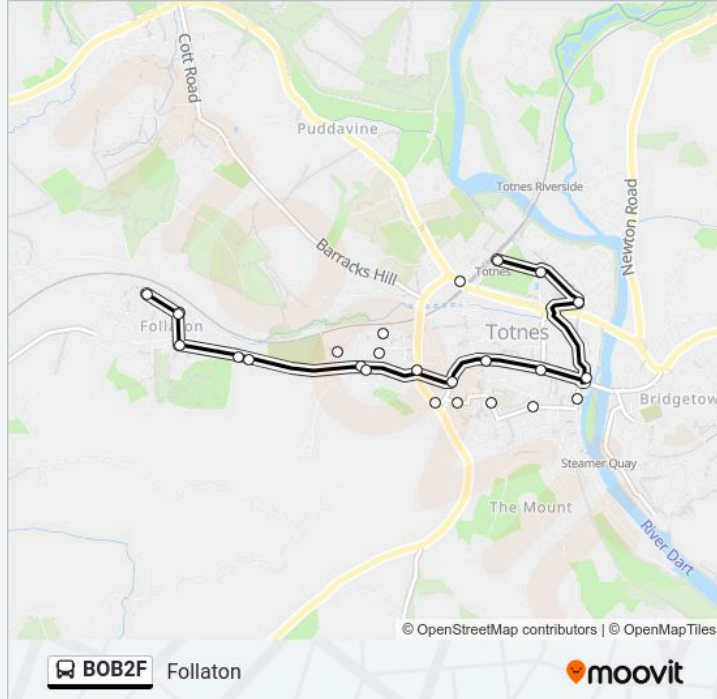 Cott Road
Puddavine
Totnes Riverside
Newton Road
Barracks Hill
Totnes
Follaton
Totnes
Bridgetow
Steamer Quay
The Mount
River Dart
© OpenStreetMap contributors | © OpenMapTiles
BOB2F Follaton
moovit